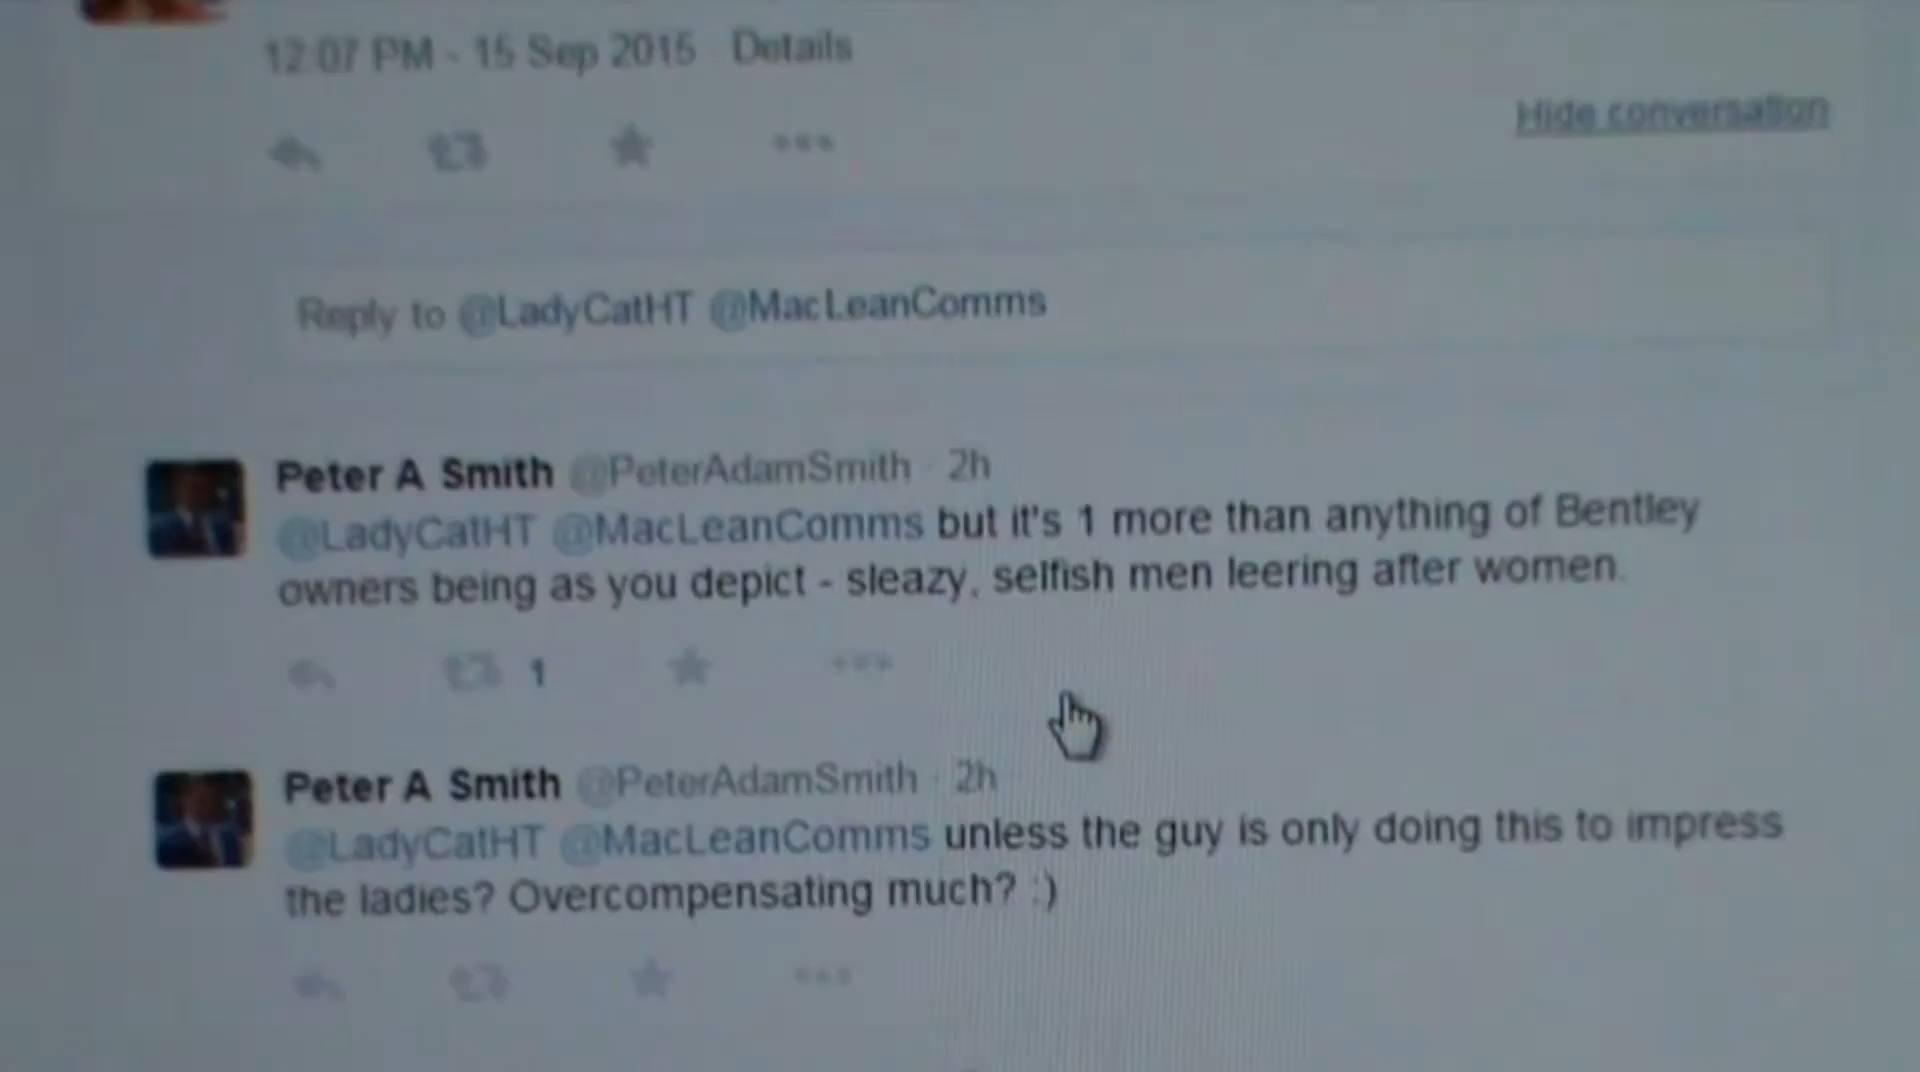 12:07 PM - 15 Sep 2015 · Details
Hide conversation
Reply to @LadyCatHT @MacLeanComms
Peter A Smith @PeterAdamSmith · 2h
@LadyCatHT @MacLeanComms but it's 1 more than anything of Bentley
owners being as you depict - sleazy, selfish men leering after women.
1
Peter A Smith @PeterAdamSmith · 2h
@LadyCatHT @MacLeanComms unless the guy is only doing this to impress
the ladies? Overcompensating much? :)